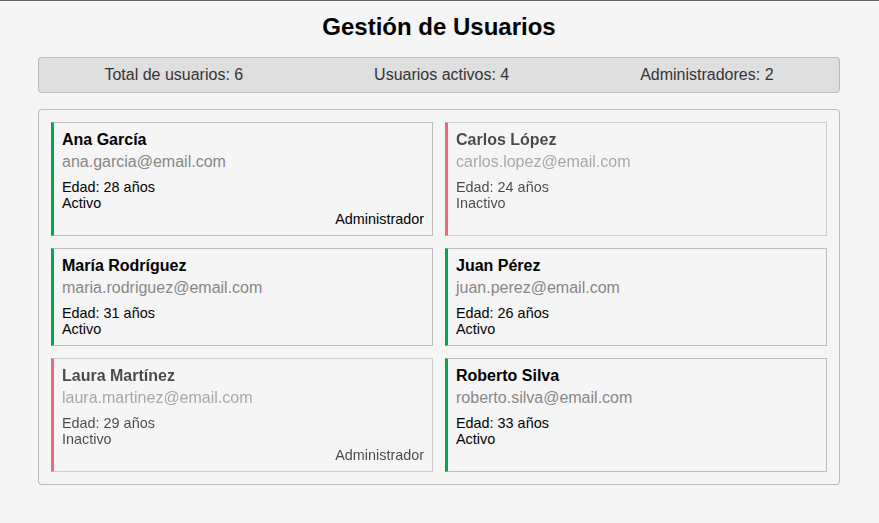 Gestión de Usuarios
Total de usuarios: 6
Usuarios activos: 4
Administradores: 2
Ana García
ana.garcia@email.com
Edad: 28 años
Activo
Administrador
Carlos López
carlos.lopez@email.com
Edad: 24 años
Inactivo
María Rodríguez
maria.rodriguez@email.com
Edad: 31 años
Activo
Juan Pérez
juan.perez@email.com
Edad: 26 años
Activo
Laura Martínez
laura.martinez@email.com
Edad: 29 años
Inactivo
Administrador
Roberto Silva
roberto.silva@email.com
Edad: 33 años
Activo